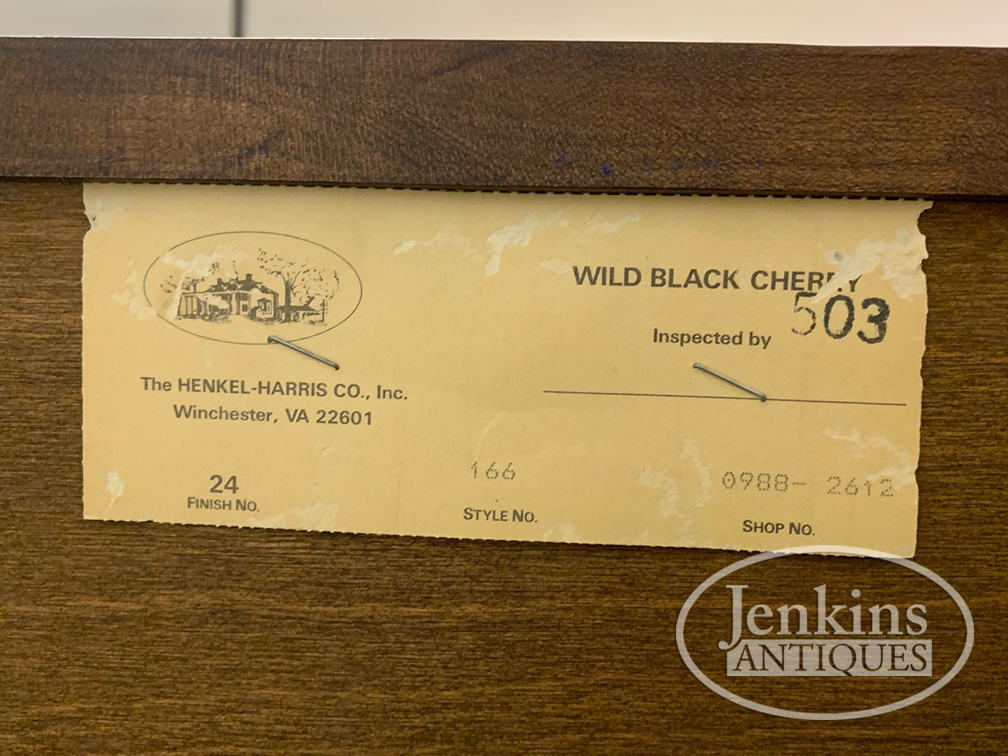 WILD BLACK CHERRY
503
Inspected by
The HENKEL-HARRIS CO., Inc.
Winchester, VA 22601
24
FINISH NO.
166
STYLE NO.
0988- 2612
SHOP NO.
Jenkins
ANTIQUES